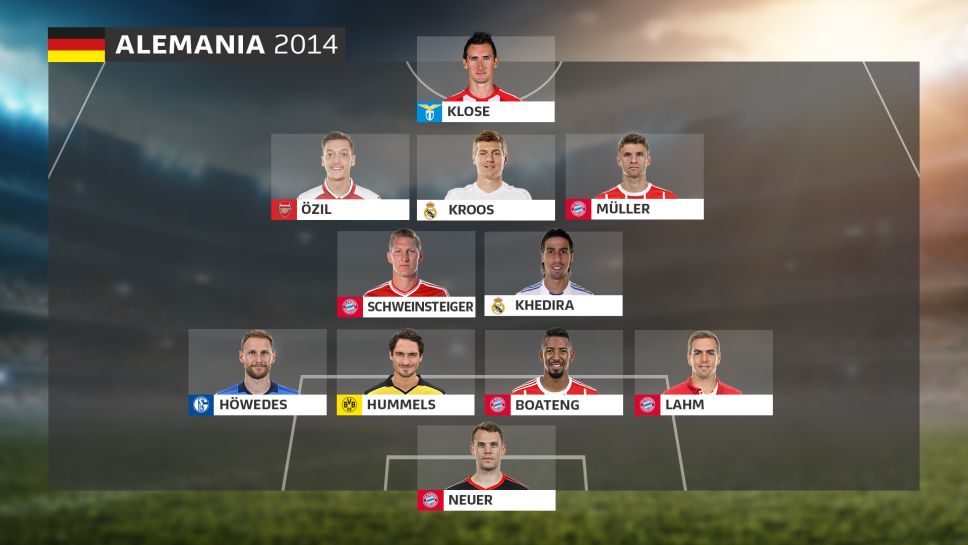 ALEMANIA 2014
KLOSE
ÖZIL
KROOS
MÜLLER
SCHWEINSTEIGER
KHEDIRA
HÖWEDES
HUMMELS
BOATENG
LAHM
NEUER